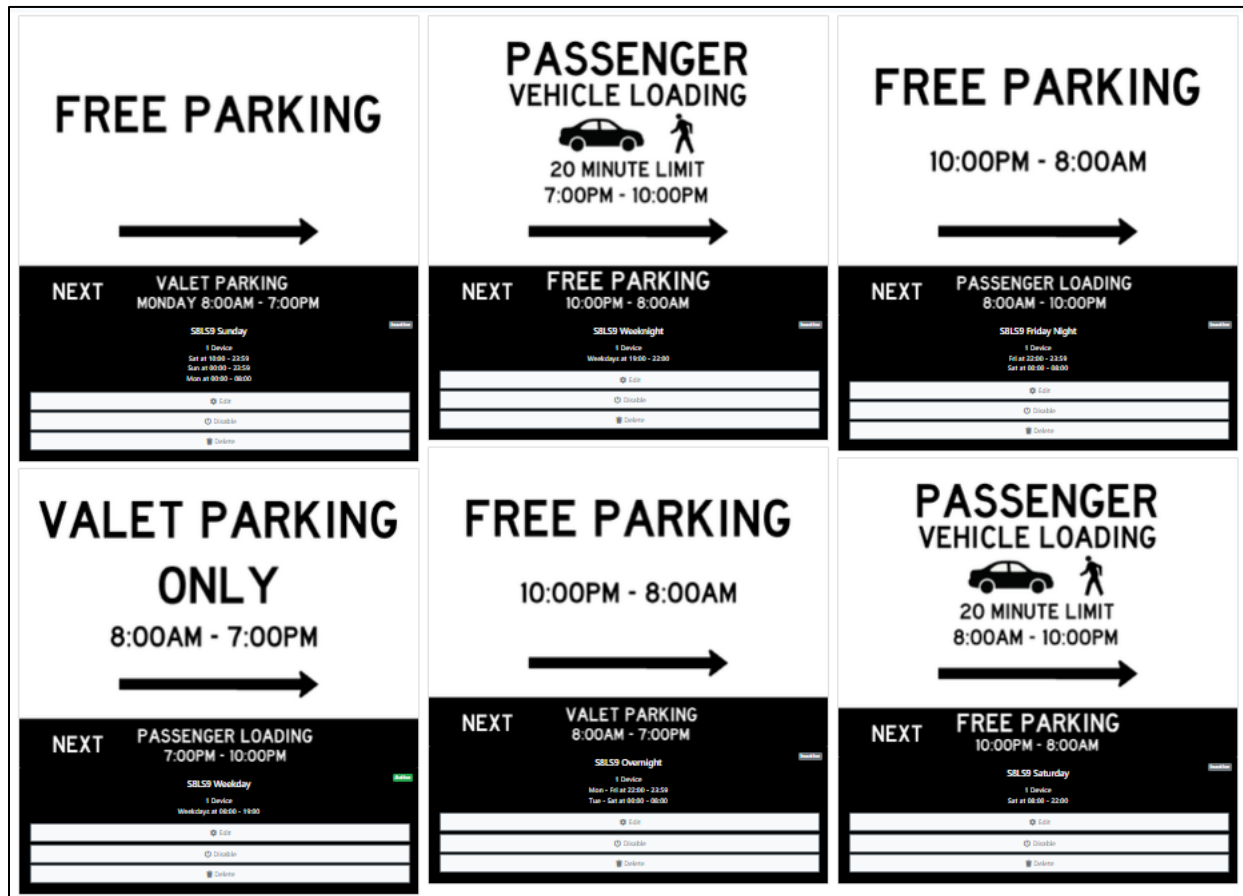 FREE PARKING
NEXT
VALET PARKING
MONDAY 8:00AM - 7:00PM
Inactive
S8LS9 Sunday
1 Device
Sat at 10:00 - 23:59
Sun at 00:00 - 23:59
Mon at 00:00 - 08:00
Edit
Disable
Delete
PASSENGER
VEHICLE LOADING
20 MINUTE LIMIT
7:00PM - 10:00PM
NEXT
FREE PARKING
10:00PM - 8:00AM
Inactive
S8LS9 Weeknight
1 Device
Weekdays at 19:00 - 22:00
Edit
Disable
Delete
FREE PARKING
10:00PM - 8:00AM
NEXT
PASSENGER LOADING
8:00AM - 10:00PM
Inactive
S8LS9 Friday Night
1 Device
Fri at 22:00 - 23:59
Sat at 00:00 - 08:00
Edit
Disable
Delete
VALET PARKING
ONLY
8:00AM - 7:00PM
NEXT
PASSENGER LOADING
7:00PM - 10:00PM
Active
S8LS9 Weekday
1 Device
Weekdays at 08:00 - 19:00
Edit
Disable
Delete
FREE PARKING
10:00PM - 8:00AM
NEXT
VALET PARKING
8:00AM - 7:00PM
Inactive
S8LS9 Overnight
1 Device
Mon - Fri at 22:00 - 23:59
Tue - Sat at 00:00 - 08:00
Edit
Disable
Delete
PASSENGER
VEHICLE LOADING
20 MINUTE LIMIT
8:00AM - 10:00PM
NEXT
FREE PARKING
10:00PM - 8:00AM
Inactive
S8LS9 Saturday
1 Device
Sat at 08:00 - 22:00
Edit
Disable
Delete